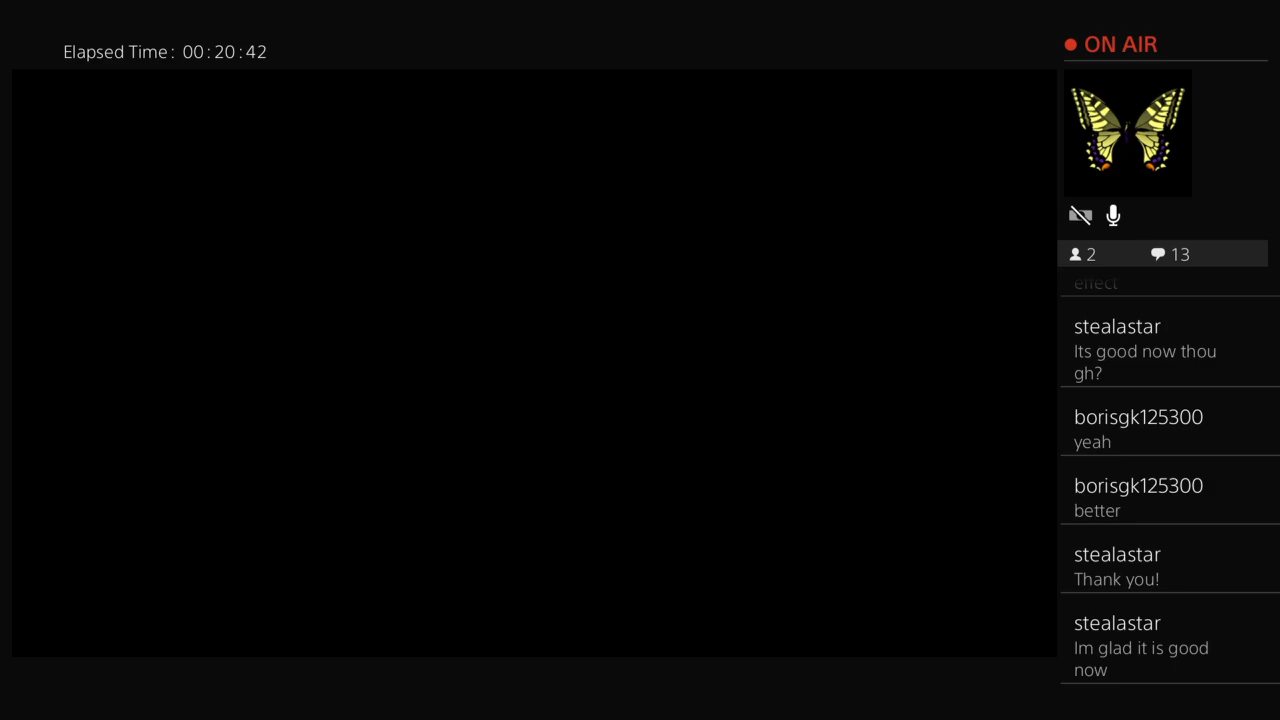 Elapsed Time: 00:20:42
ON AIR
2 13
effect
stealastar
Its good now thou
gh?
borisgk125300
yeah
borisgk125300
better
stealastar
Thank you!
stealastar
Im glad it is good
now